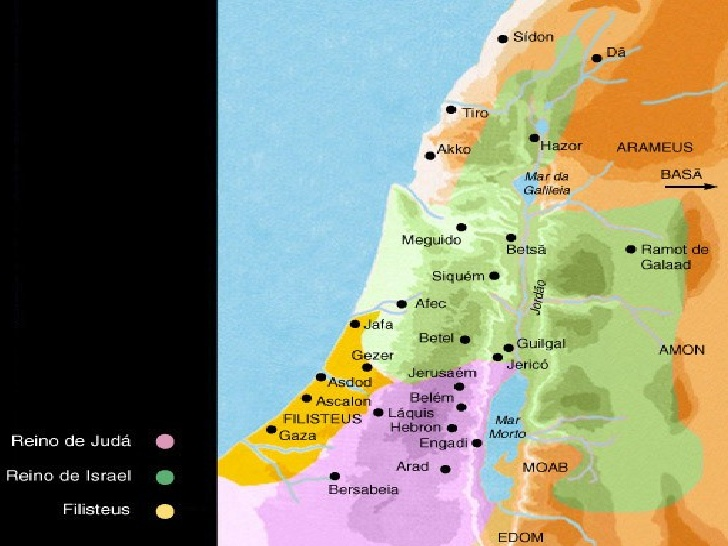 Sídon
Dã
Tiro
Akko
Hazor
ARAMEUS
BASÃ
Mar da
Galileia
Meguido
Betsã
Ramot de
Galaad
Siquém
Jordão
Afec
Jafa
Betel
Guilgal
AMON
Gezer
Jericó
Jerusaém
Asdod
Belém
Ascalon
Láquis
FILISTEUS
Mar
Morto
Hebron
Gaza
Engadi
Reino de Judá
Arad
MOAB
Reino de Israel
Bersabeia
Filisteus
EDOM